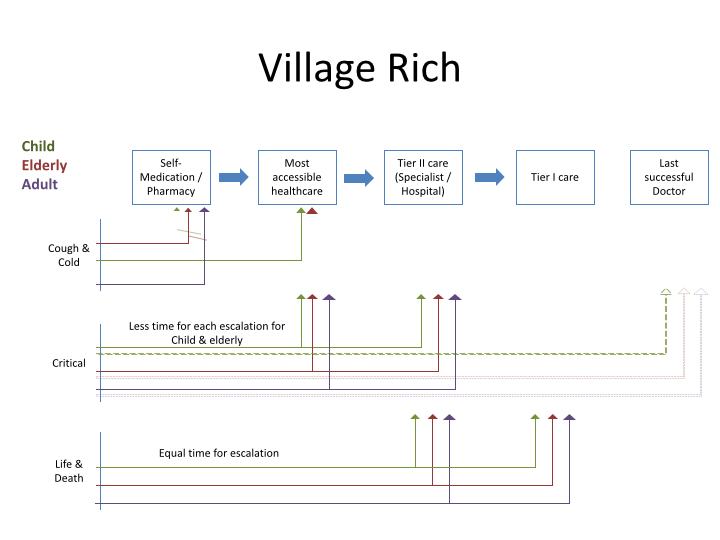 Village Rich
Child
Elderly
Adult
Self-
Medication /
Pharmacy
Most
accessible
healthcare
Tier II care
(Specialist /
Hospital)
Tier I care
Last
successful
Doctor
Cough &
Cold
Less time for each escalation for
Child & elderly
Critical
Equal time for escalation
Life &
Death